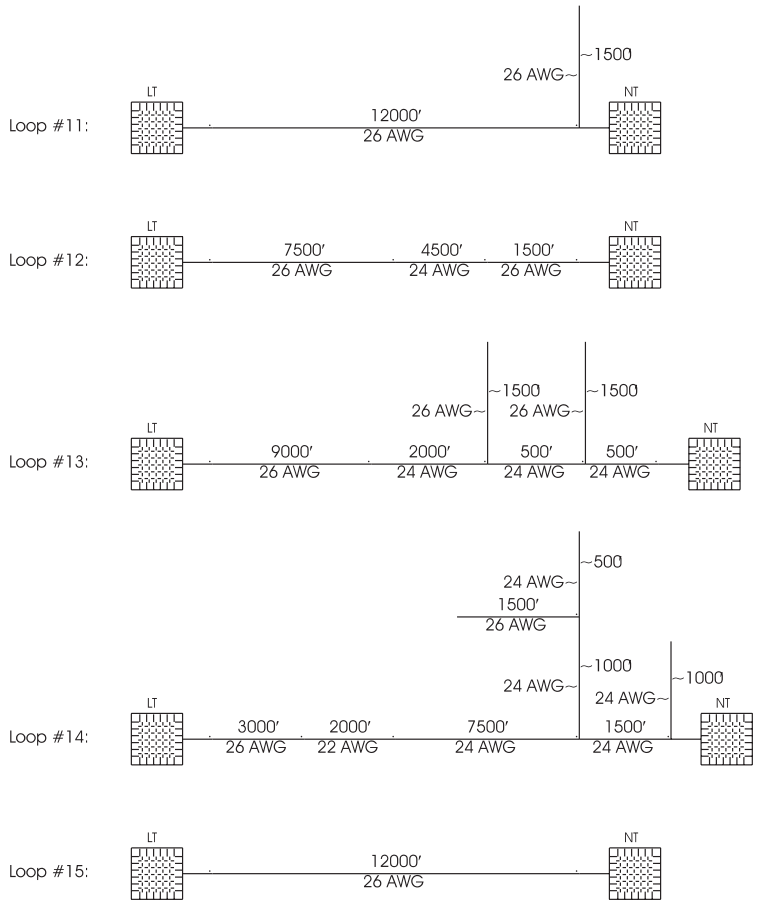 1500'
26 AWG
LT
NT
Loop #11:
12000'
26 AWG
LT
NT
Loop #12:
7500'
4500'
1500'
26 AWG
24 AWG
26 AWG
1500'
1500'
26 AWG
26 AWG
LT
NT
Loop #13:
9000'
2000'
500'
500'
26 AWG
24 AWG
24 AWG
24 AWG
500'
24 AWG
1500'
26 AWG
1000'
24 AWG
1000'
24 AWG
LT
NT
Loop #14:
3000'
2000'
7500'
1500'
26 AWG
22 AWG
24 AWG
24 AWG
LT
NT
Loop #15:
12000'
26 AWG